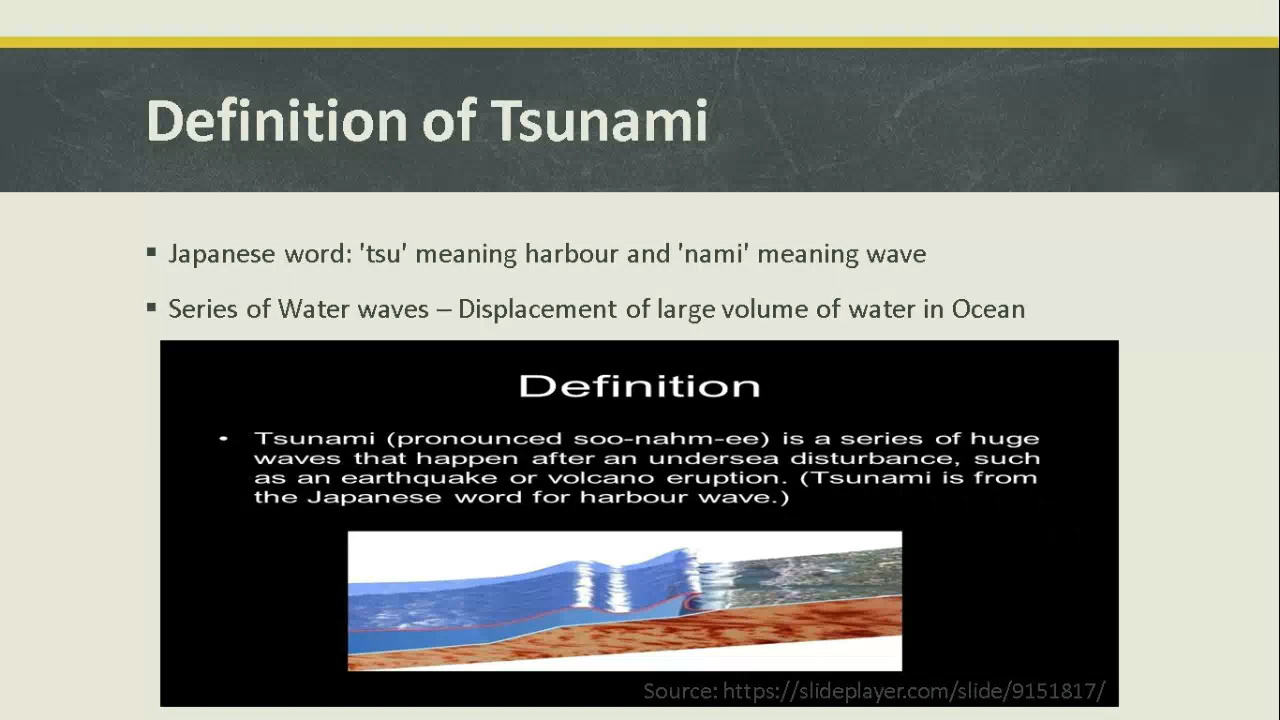 Definition of Tsunami
▪ Japanese word: 'tsu' meaning harbour and 'nami' meaning wave
▪ Series of Water waves – Displacement of large volume of water in Ocean
Definition
• Tsunami (pronounced soo-nahm-ee) is a series of huge
waves that happen after an undersea disturbance, such
as an earthquake or volcano eruption. (Tsunami is from
the Japanese word for harbour wave.)
Source: https://slideplayer.com/slide/9151817/